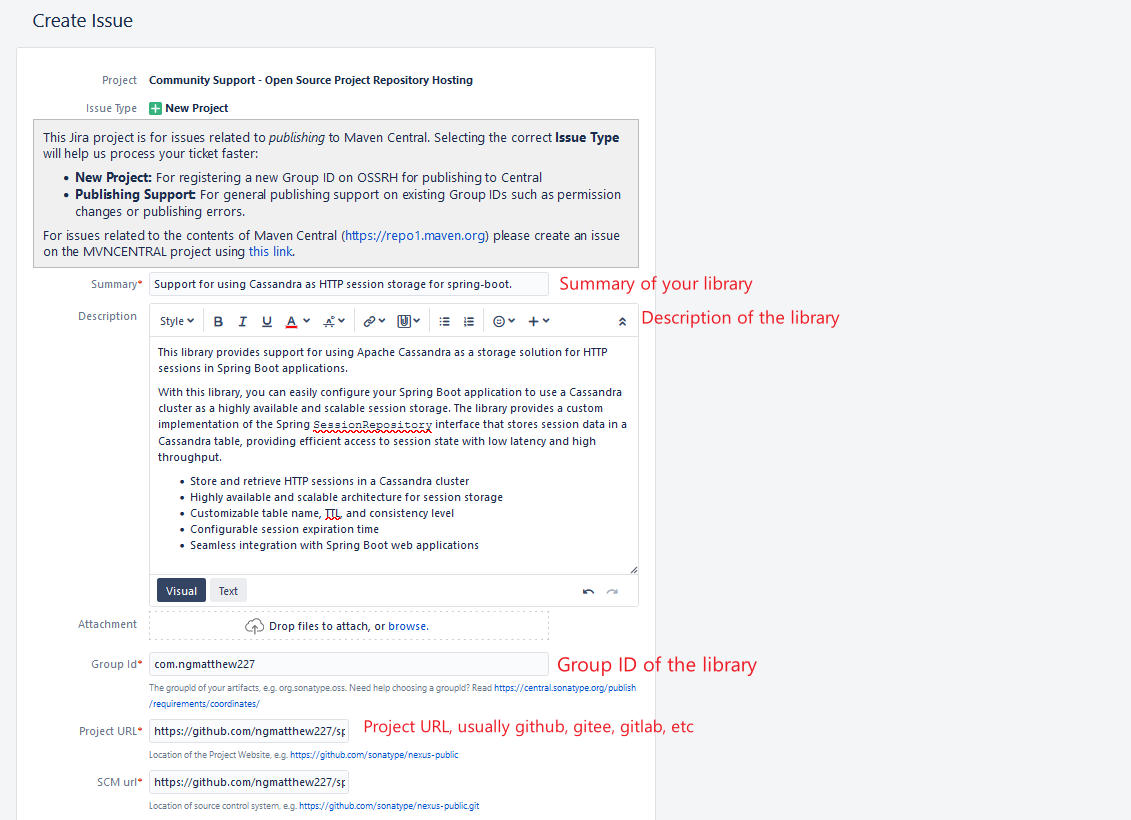 Create Issue
Project Community Support - Open Source Project Repository Hosting
Issue Type New Project
This Jira project is for issues related to publishing to Maven Central. Selecting the correct Issue Type
will help us process your ticket faster:
• New Project: For registering a new Group ID on OSSRH for publishing to Central
• Publishing Support: For general publishing support on existing Group IDs such as permission
changes or publishing errors.
For issues related to the contents of Maven Central (https://repo1.maven.org) please create an issue
on the MVNCENTRAL project using this link.
Summary* Support for using Cassandra as HTTP session storage for spring-boot. Summary of your library
Description Style B I U A Description of the library
This library provides support for using Apache Cassandra as a storage solution for HTTP
sessions in Spring Boot applications.
With this library, you can easily configure your Spring Boot application to use a Cassandra
cluster as a highly available and scalable session storage. The library provides a custom
implementation of the Spring SessionRepository interface that stores session data in a
Cassandra table, providing efficient access to session state with low latency and high
throughput.
• Store and retrieve HTTP sessions in a Cassandra cluster
• Highly available and scalable architecture for session storage
• Customizable table name, TTL, and consistency level
• Configurable session expiration time
• Seamless integration with Spring Boot web applications
Visual Text
Attachment Drop files to attach, or browse.
Group Id* com.ngmatthew227 Group ID of the library
The groupId of your artifacts, e.g. org.sonatype.oss. Need help choosing a groupId? Read https://central.sonatype.org/publish
/requirements/coordinates/
Project URL* https://github.com/ngmatthew227/sp Project URL, usually github, gitee, gitlab, etc
Location of the Project Website, e.g. https://github.com/sonatype/nexus-public
SCM url* https://github.com/ngmatthew227/sp
Location of source control system, e.g. https://github.com/sonatype/nexus-public.git